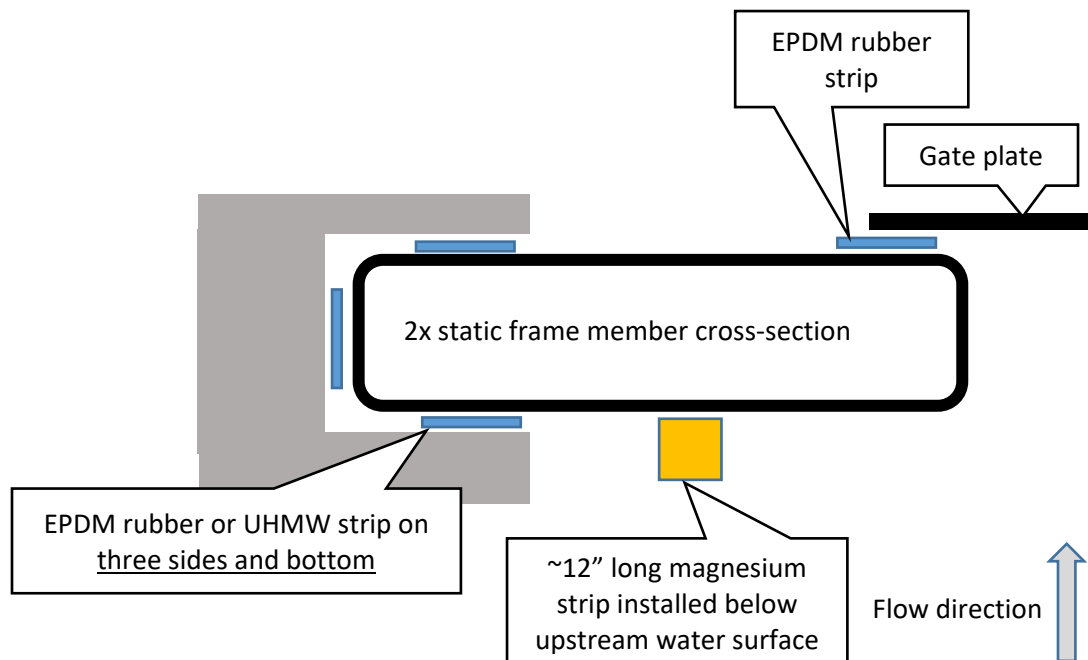 EPDM rubber
strip
Gate plate
2x static frame member cross-section
EPDM rubber or UHMW strip on
three sides and bottom
~12” long magnesium
strip installed below
upstream water surface
Flow direction